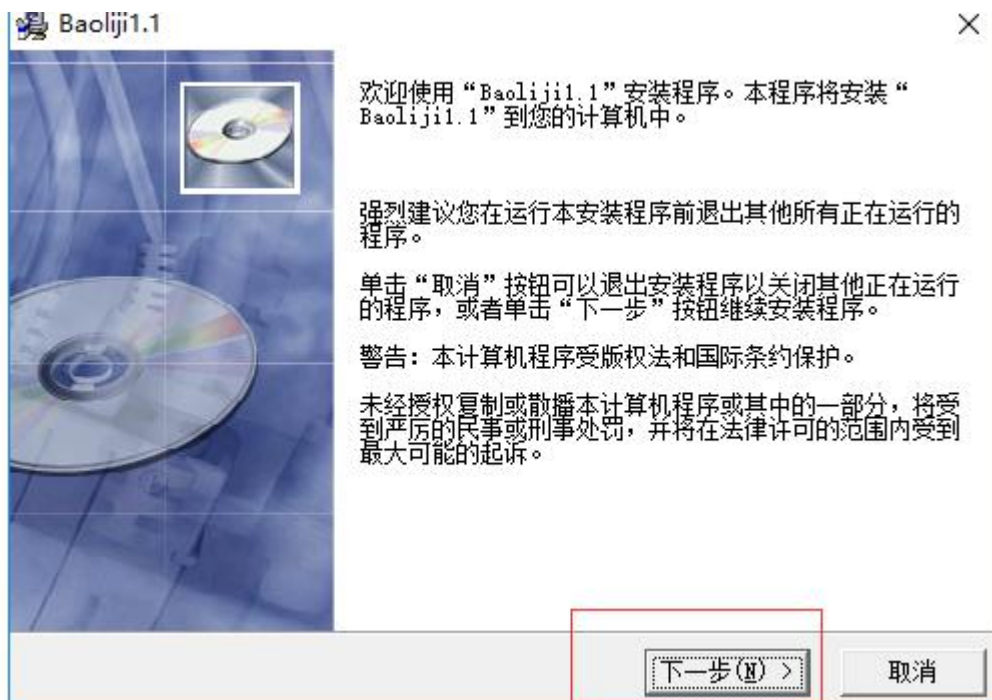 Baoliji1.1
欢迎使用“Baoliji1.1”安装程序。本程序将安装“
Baoliji1.1”到您的计算机中。
强烈建议您在运行本安装程序前退出其他所有正在运行的
程序。
单击“取消”按钮可以退出安装程序以关闭其他正在运行
的程序，或者单击“下一步”按钮继续安装程序。
警告：本计算机程序受版权法和国际条约保护。
未经授权复制或散播本计算机程序或其中的一部分，将受
到严厉的民事或刑事处罚，并将在法律许可的范围内受到
最大可能的起诉。
下一步(N) >
取消